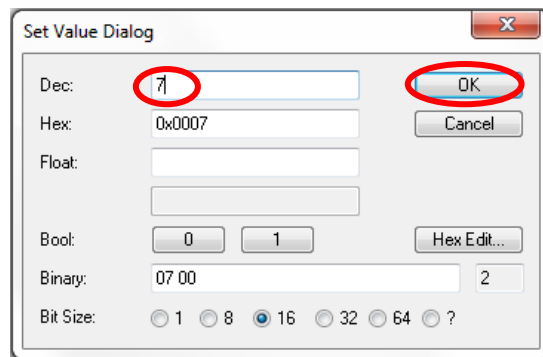 Set Value Dialog
Dec: 7 OK
Hex: 0x0007 Cancel
Float:
Bool: 0 1 Hex Edit...
Binary: 07 00 2
Bit Size: 1 8 16 32 64 ?